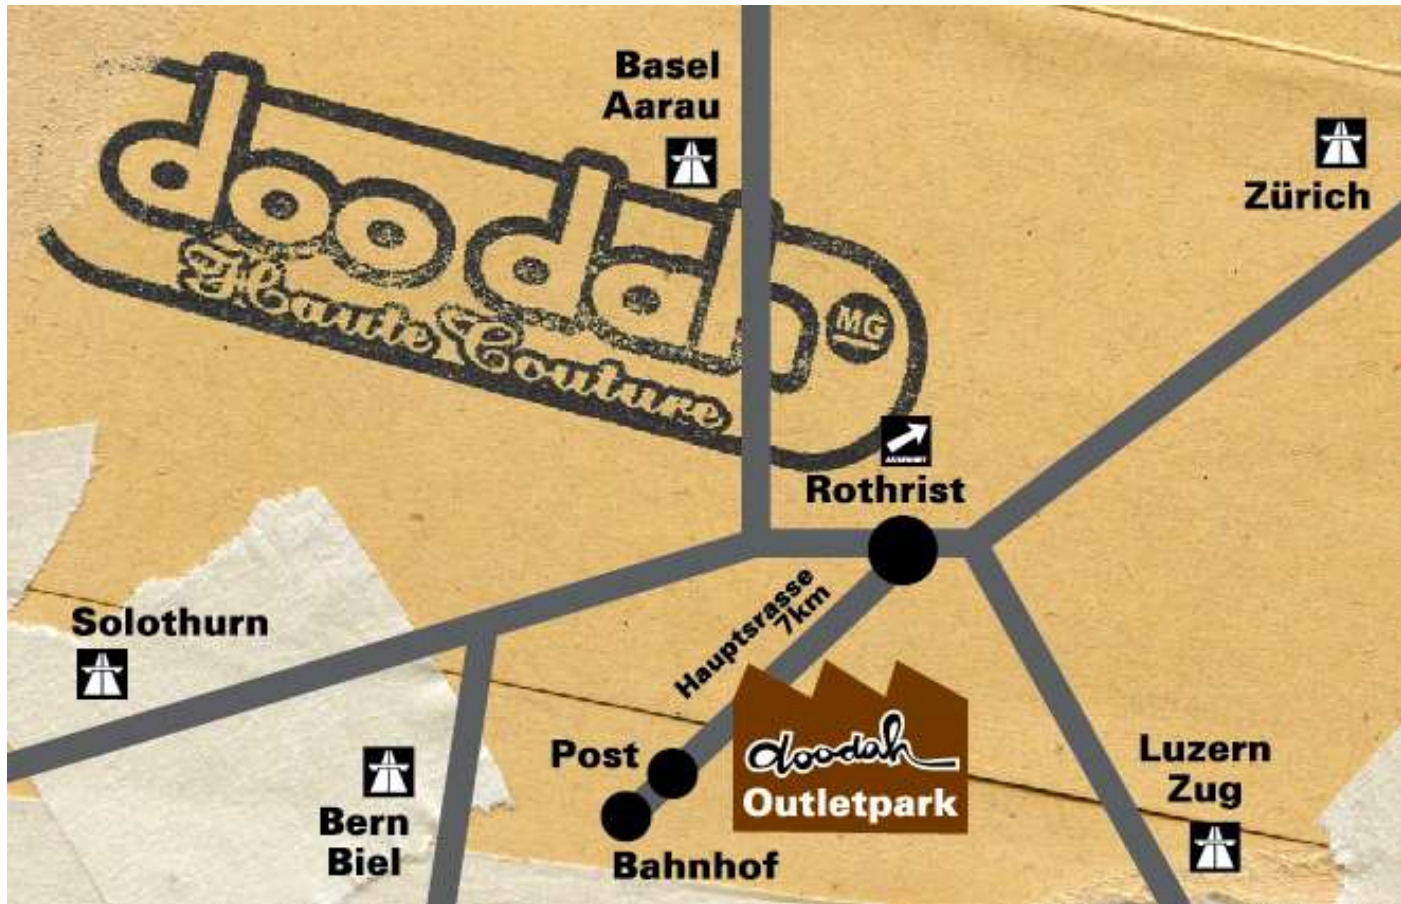 Basel
Aarau
Zürich
doodah
MG
Haute Couture
AUSFAHRT
Rothrist
Hauptsrasse
7km
Solothurn
Post
doodah
Outletpark
Luzern
Zug
Bern
Biel
Bahnhof